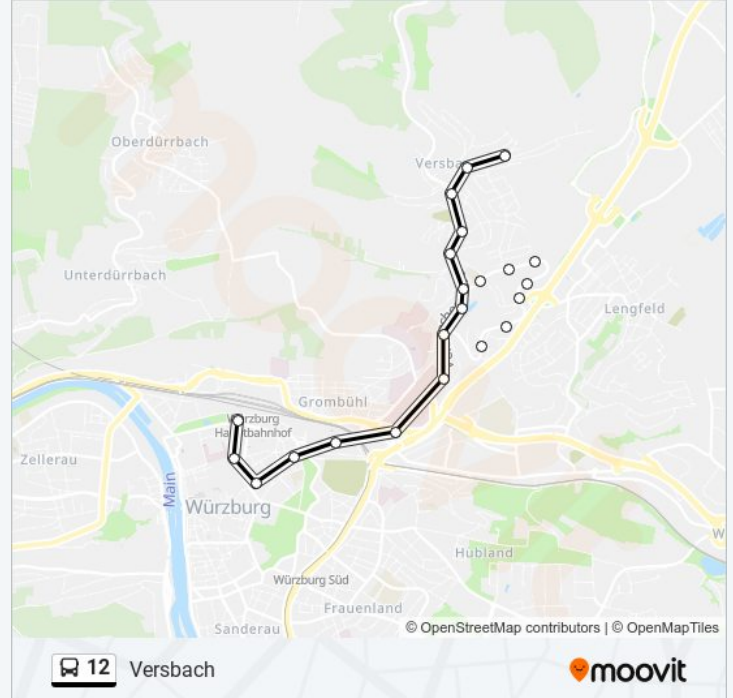 Oberdürrbach
Versba
Unterdürrbach
Lengfeld
Grombühl
Würzburg
Hauptbahnhof
Zellerau
Main
Würzburg
Hubland
W
Würzburg Süd
Frauenland
Sanderau
© OpenStreetMap contributors | © OpenMapTiles
12 Versbach
moovit